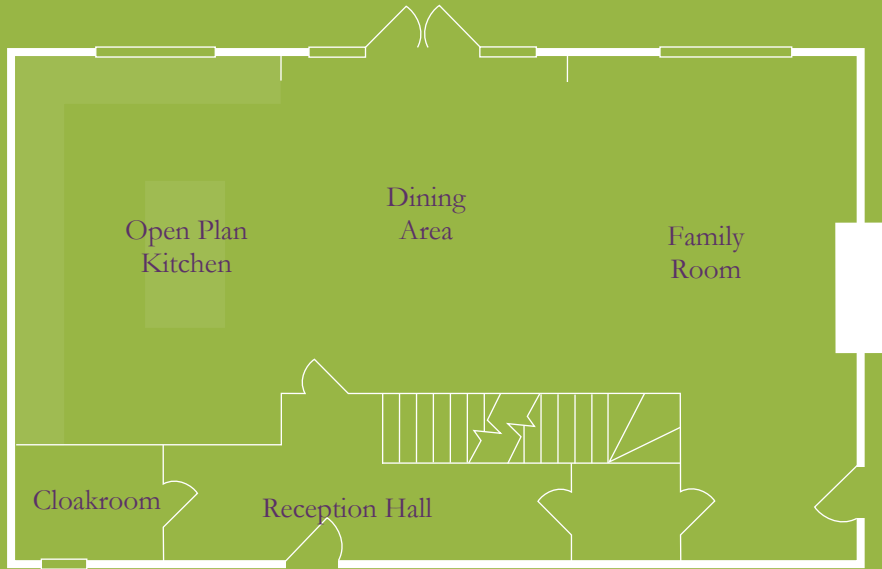 Dining
Area
Open Plan
Kitchen
Family
Room
Cloakroom
Reception Hall